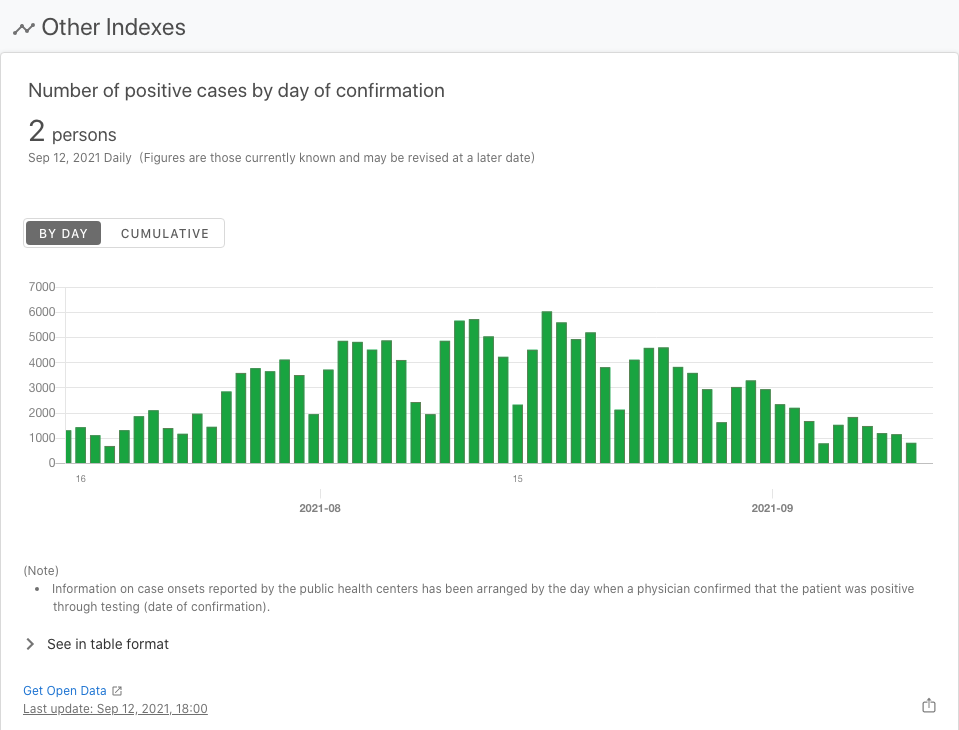 Other Indexes
Number of positive cases by day of confirmation
2 persons
Sep 12, 2021 Daily (Figures are those currently known and may be revised at a later date)
BY DAY CUMULATIVE
7000
6000
5000
4000
3000
2000
1000
0
16 15
2021-08 2021-09
(Note)
• Information on case onsets reported by the public health centers has been arranged by the day when a physician confirmed that the patient was positive
through testing (date of confirmation).
See in table format
Get Open Data
Last update: Sep 12, 2021, 18:00